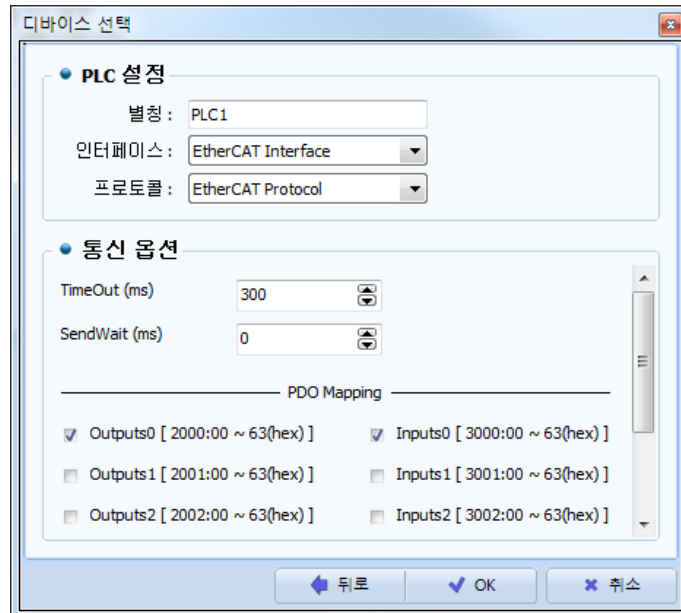 디바이스 선택
PLC 설정
별칭 : PLC1
인터페이스 : EtherCAT Interface
프로토콜 : EtherCAT Protocol
통신 옵션
TimeOut (ms) 300
SendWait (ms) 0
PDO Mapping
Outputs0 [ 2000:00 ~ 63(hex) ] Inputs0 [ 3000:00 ~ 63(hex) ]
Outputs1 [ 2001:00 ~ 63(hex) ] Inputs1 [ 3001:00 ~ 63(hex) ]
Outputs2 [ 2002:00 ~ 63(hex) ] Inputs2 [ 3002:00 ~ 63(hex) ]
뒤로 OK 취소